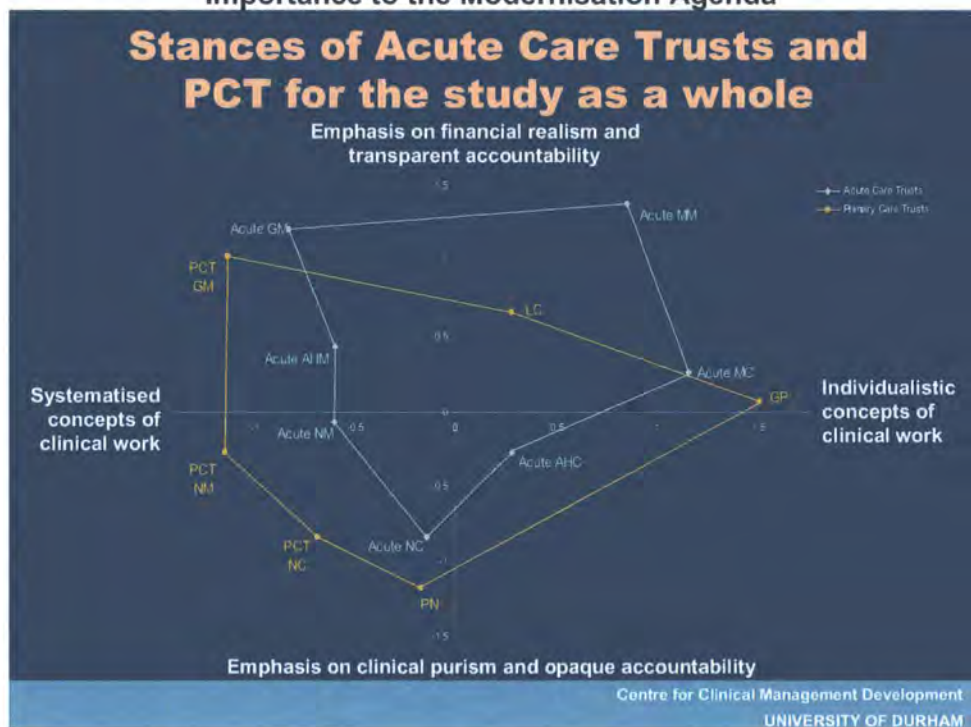 Importance to the Modernisation Agenda
Stances of Acute Care Trusts and
PCT for the study as a whole
Emphasis on financial realism and
transparent accountability
1.5
Acute Care Trusts
Primary Care Trusts
Acute GM
Acute MM
PCT
GM
1
LC
0.5
Acute AHM
Acute MC
GP
Systematised
concepts of
clinical work
Individualistic
concepts of
clinical work
0
-1
-0.5
0
0.5
1
1.5
Acute NM
Acute AHC
PCT
NM
0.5
PCT
NC
Acute NC
-1
PN
-1.5
Emphasis on clinical purism and opaque accountability
Centre for Clinical Management Development
UNIVERSITY OF DURHAM